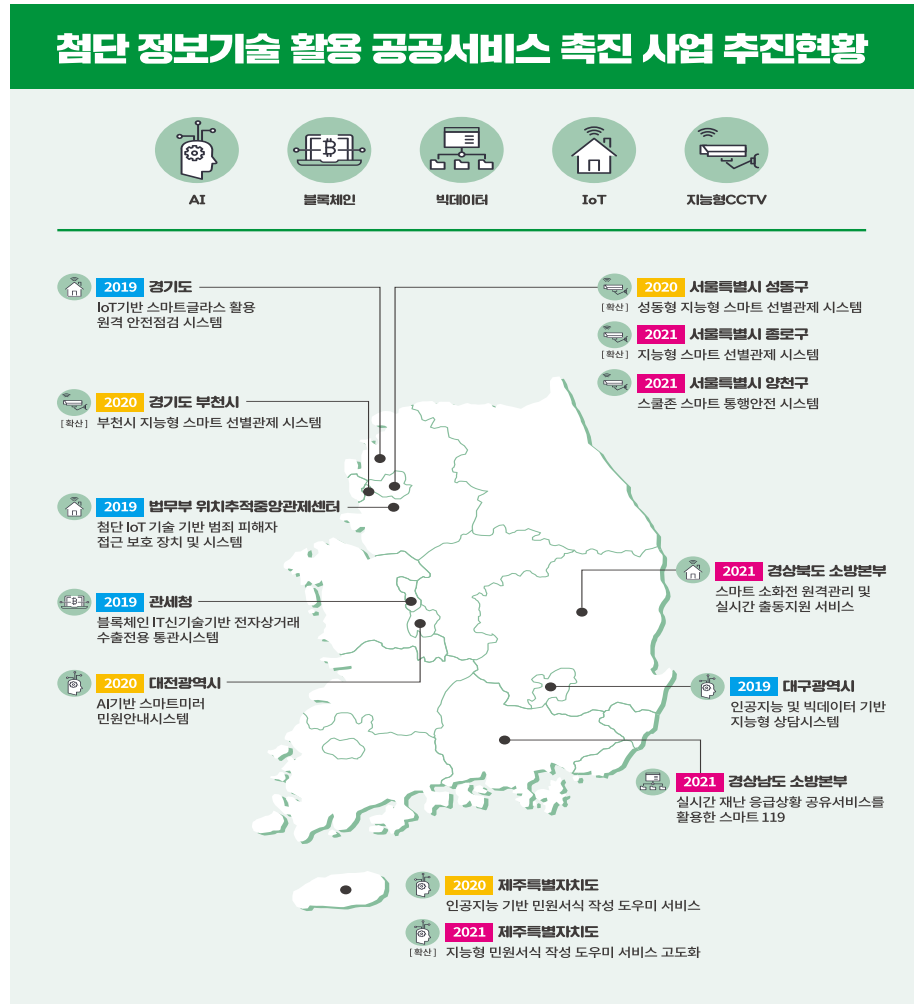 첨단 정보기술 활용 공공서비스 촉진 사업 추진현황
AI
블록체인
빅데이터
IoT
지능형CCTV
2019 경기도
IoT기반 스마트글라스 활용
원격 안전점검 시스템
2020 경기도 부천시
[확산] 부천시 지능형 스마트 선별관제 시스템
2019 법무부 위치추적중앙관제센터
첨단 IoT 기술 기반 범죄 피해자
접근 보호 장치 및 시스템
2019 관세청
블록체인 IT신기술기반 전자상거래
수출전용 통관시스템
2020 대전광역시
AI기반 스마트미러
민원안내시스템
2020 서울특별시 성동구
[확산] 성동형 지능형 스마트 선별관제 시스템
2021 서울특별시 종로구
[확산] 지능형 스마트 선별관제 시스템
2021 서울특별시 양천구
스쿨존 스마트 통행안전 시스템
2021 경상북도 소방본부
스마트 소화전 원격관리 및
실시간 출동지원 서비스
2019 대구광역시
인공지능 및 빅데이터 기반
지능형 상담시스템
2021 경상남도 소방본부
실시간 재난 응급상황 공유서비스를
활용한 스마트 119
2020 제주특별자치도
인공지능 기반 민원서식 작성 도우미 서비스
2021 제주특별자치도
[확산] 지능형 민원서식 작성 도우미 서비스 고도화